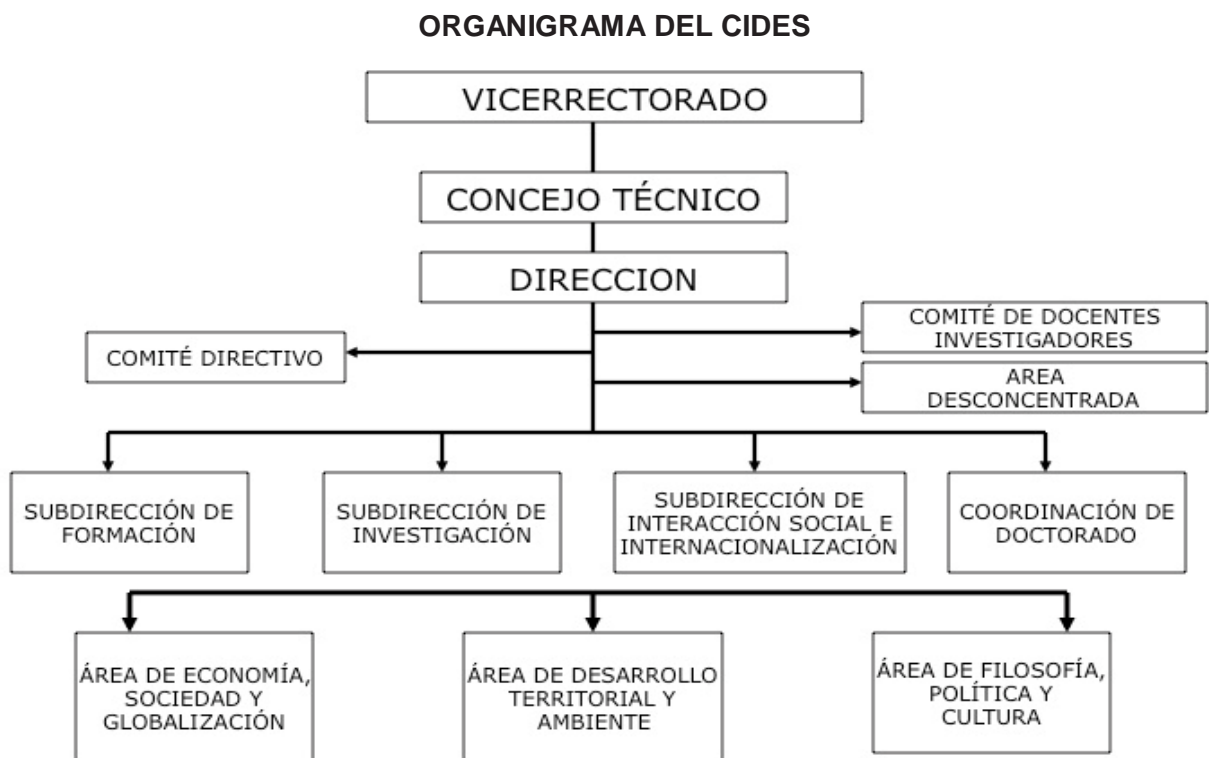 ORGANIGRAMA DEL CIDES
VICERRECTORADO
CONCEJO TÉCNICO
DIRECCION
COMITÉ DE DOCENTES
INVESTIGADORES
COMITÉ DIRECTIVO
AREA
DESCONCENTRADA
SUBDIRECCIÓN DE
FORMACIÓN
SUBDIRECCIÓN DE
INVESTIGACIÓN
SUBDIRECCIÓN DE
INTERACCIÓN SOCIAL E
INTERNACIONALIZACIÓN
COORDINACIÓN DE
DOCTORADO
ÁREA DE ECONOMÍA,
SOCIEDAD Y
GLOBALIZACIÓN
ÁREA DE DESARROLLO
TERRITORIAL Y
AMBIENTE
ÁREA DE FILOSOFÍA,
POLÍTICA Y
CULTURA